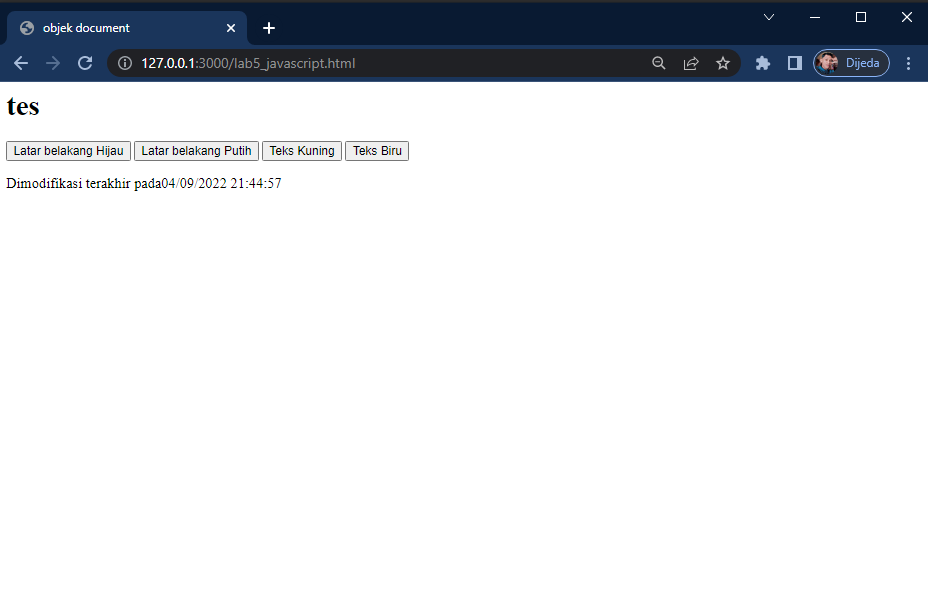 objek document
127.0.0.1:3000/lab5_javascript.html
Dijeda
tes
Latar belakang Hijau Latar belakang Putih Teks Kuning Teks Biru
Dimodifikasi terakhir pada04/09/2022 21:44:57